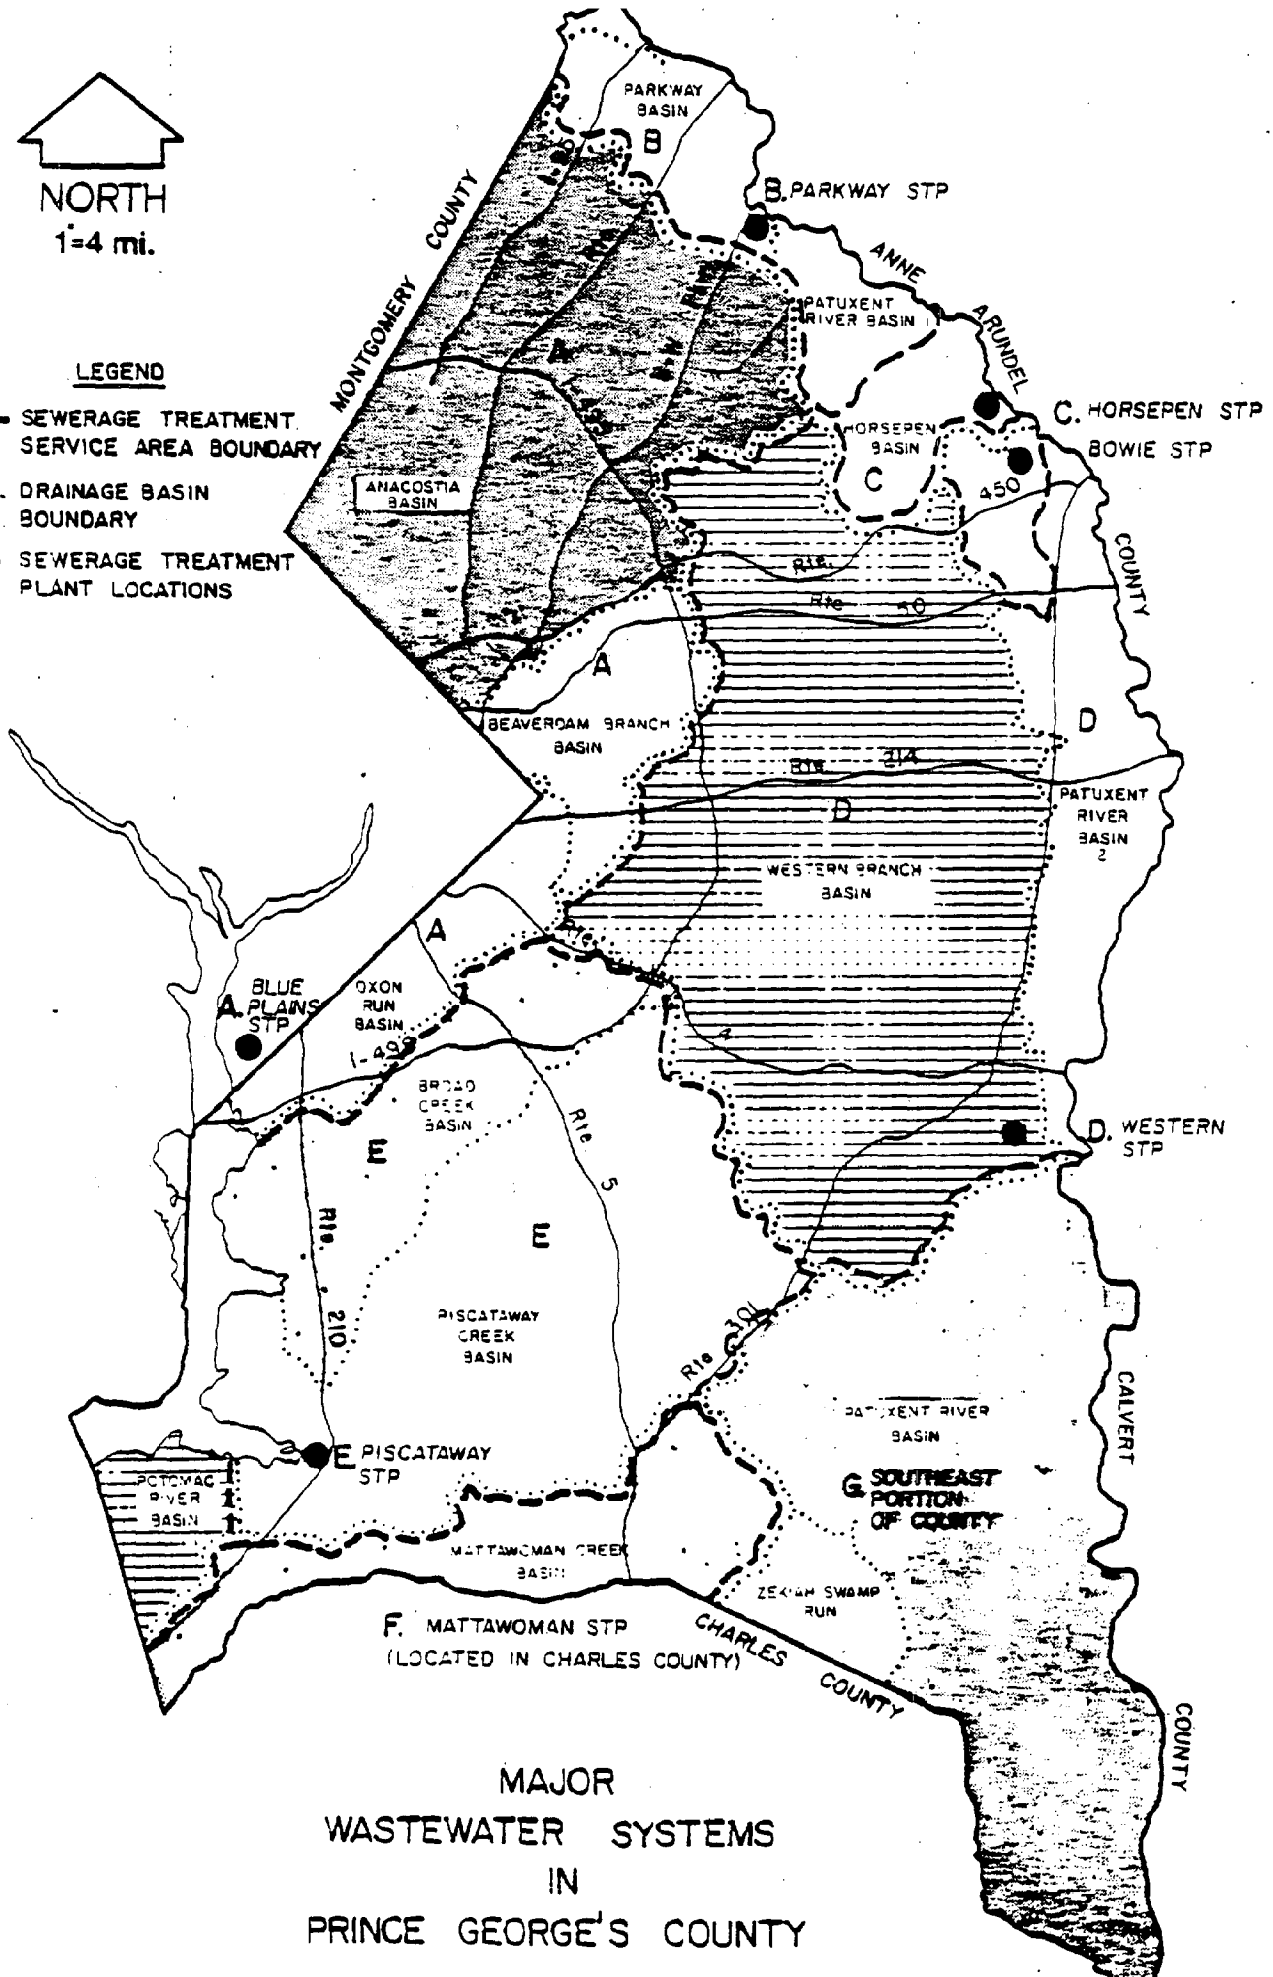 PARKWAY
BASIN
B
NORTH
1"=4 mi.
B. PARKWAY STP
MONTGOMERY COUNTY
ANNE ARUNDEL COUNTY
PATUXENT
RIVER BASIN 1
A
LEGEND
SEWERAGE TREATMENT
SERVICE AREA BOUNDARY
DRAINAGE BASIN
BOUNDARY
SEWERAGE TREATMENT
PLANT LOCATIONS
C. HORSEPEN STP
BOWIE STP
HORSEPEN
BASIN
C
450
ANACOSTIA
BASIN
Rte.
Rte 50
A
BEAVERDAM BRANCH
BASIN
D
Rte 214
D
PATUXENT
RIVER
BASIN
2
WESTERN BRANCH
BASIN
A
Rte.
4
OXON
RUN
BASIN
A. BLUE
PLAINS
STP
I-495
BROAD
CREEK
BASIN
E
Rte 5
D. WESTERN
STP
Rte. 210
E
PISCATAWAY
CREEK
BASIN
Rte 301
CALVERT COUNTY
PATUXENT RIVER
BASIN
E PISCATAWAY
STP
POTOMAC
RIVER
BASIN
G. SOUTHEAST
PORTION
OF COUNTY
MATTAWOMAN CREEK
BASIN
ZEKIAH SWAMP
RUN
F. MATTAWOMAN STP
(LOCATED IN CHARLES COUNTY)
CHARLES COUNTY
MAJOR
WASTEWATER SYSTEMS
IN
PRINCE GEORGE'S COUNTY